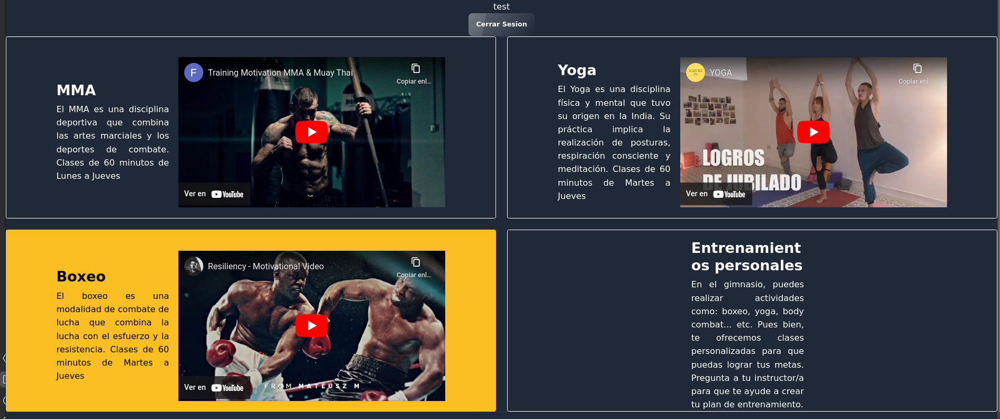 test
Cerrar Sesion
MMA
El MMA es una disciplina
deportiva que combina
las artes marciales y los
deportes de combate.
Clases de 60 minutos de
Lunes a Jueves
F
Training Motivation MMA & Muay Thai
Copiar enl...
Ver en YouTube
Yoga
El Yoga es una disciplina
física y mental que tuvo
su origen en la India. Su
práctica implica la
realización de posturas,
respiración consciente y
meditación. Clases de 60
minutos de Martes a
Jueves
YOGA
Copiar enl...
LOGROS
DE JUBILADO
Ver en YouTube
Boxeo
El boxeo es una
modalidad de combate de
lucha que combina la
lucha con el esfuerzo y la
resistencia. Clases de 60
minutos de Martes a
Jueves
Resiliency - Motivational Video
Copiar enl...
FROM MATEUSZ M
Ver en YouTube
Entrenamient
os personales
En el gimnasio, puedes
realizar actividades
como: boxeo, yoga, body
combat... etc. Pues bien,
te ofrecemos clases
personalizadas para que
puedas lograr tus metas.
Pregunta a tu instructor/a
para que te ayude a crear
tu plan de entrenamiento.